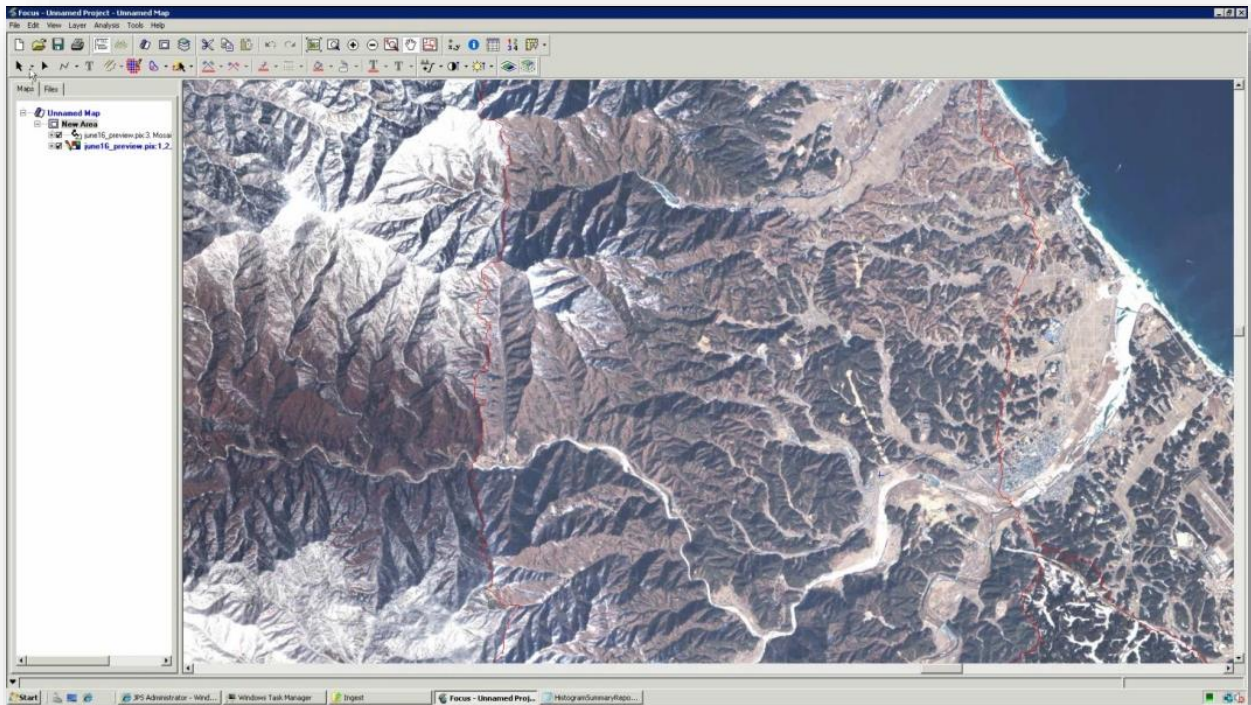 Focus - Unnamed Project - Unnamed Map
File Edit View Layer Analysis Tools Help
Maps Files
Unnamed Map
New Area
june16_preview.pix:3: Mosai
june16_preview.pix:1,2,
Start JPS Administrator - Wind... Windows Task Manager Ingest Focus - Unnamed Proj... HistogramSummaryRepo...